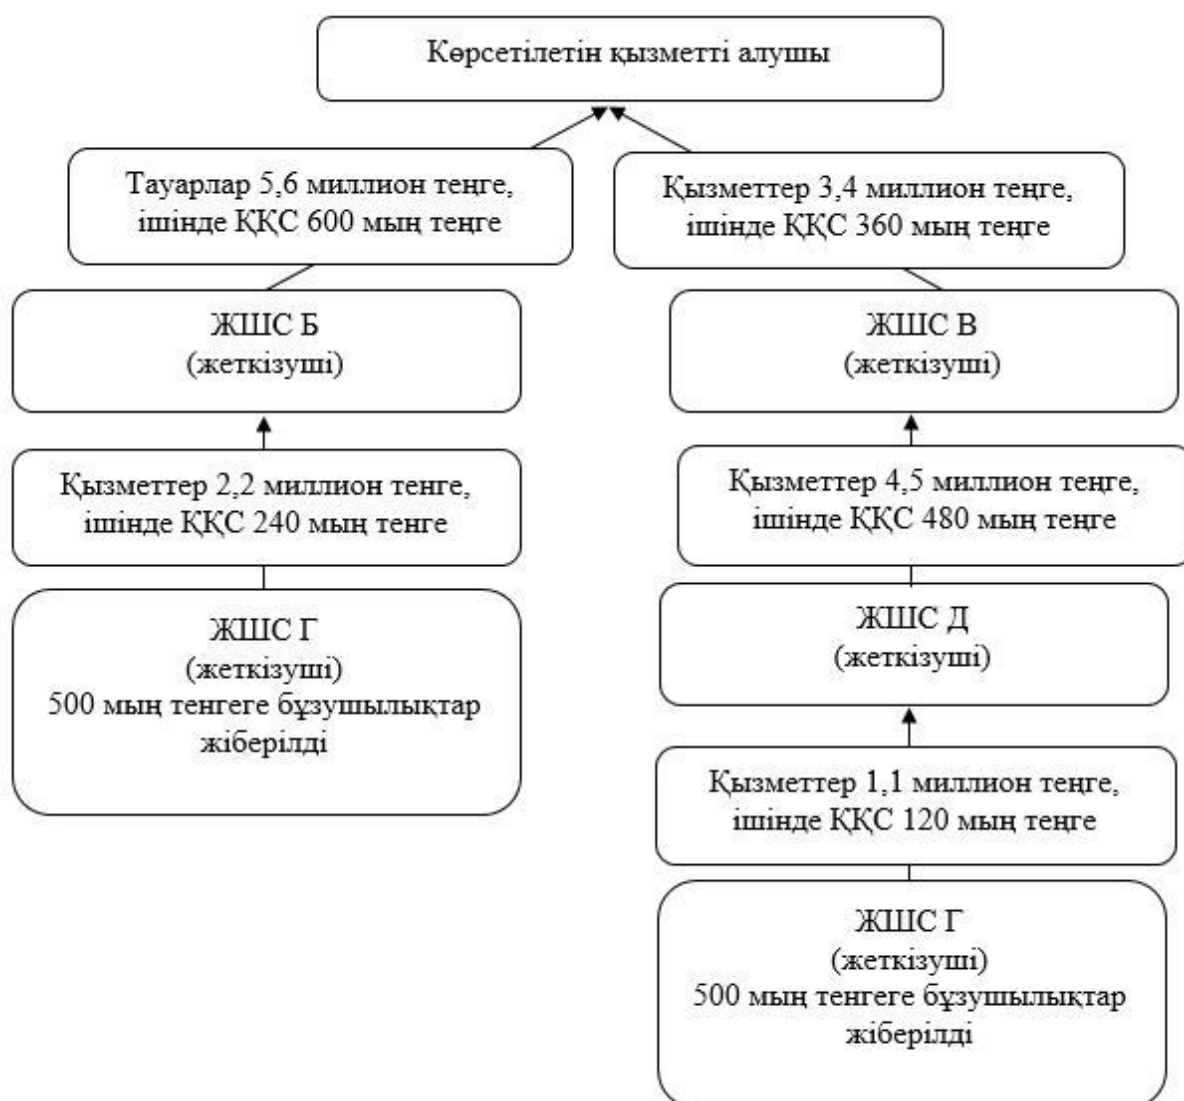 Көрсетілетін қызметті алушы
Тауарлар 5,6 миллион теңге,
ішінде ҚҚС 600 мың теңге
Қызметтер 3,4 миллион теңге,
ішінде ҚҚС 360 мың теңге
ЖШС Б
(жеткізуші)
ЖШС В
(жеткізуші)
Қызметтер 2,2 миллион тенге,
ішінде ҚҚС 240 мың тенге
Қызметтер 4,5 миллион теңге,
ішінде ҚҚС 480 мың теңге
ЖШС Г
(жеткізуші)
500 мың тенгеге бұзушылықтар
жіберілді
ЖШС Д
(жеткізуші)
Қызметтер 1,1 миллион теңге,
ішінде ҚҚС 120 мың теңге
ЖШС Г
(жеткізуші)
500 мың тенгеге бұзушылықтар
жіберілді